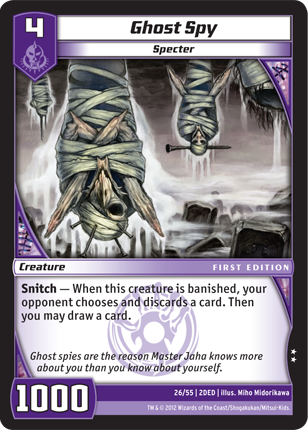 4
Ghost Spy
Specter
Creature
FIRST EDITION
Snitch — When this creature is banished, your
opponent chooses and discards a card. Then
you may draw a card.
Ghost spies are the reason Master Jaha knows more
about you than you know about yourself.
1000
26/55 | 2DED | illus. Miho Midorikawa
TM & © 2012 Wizards of the Coast/Shogakukan/Mitsui-Kids.